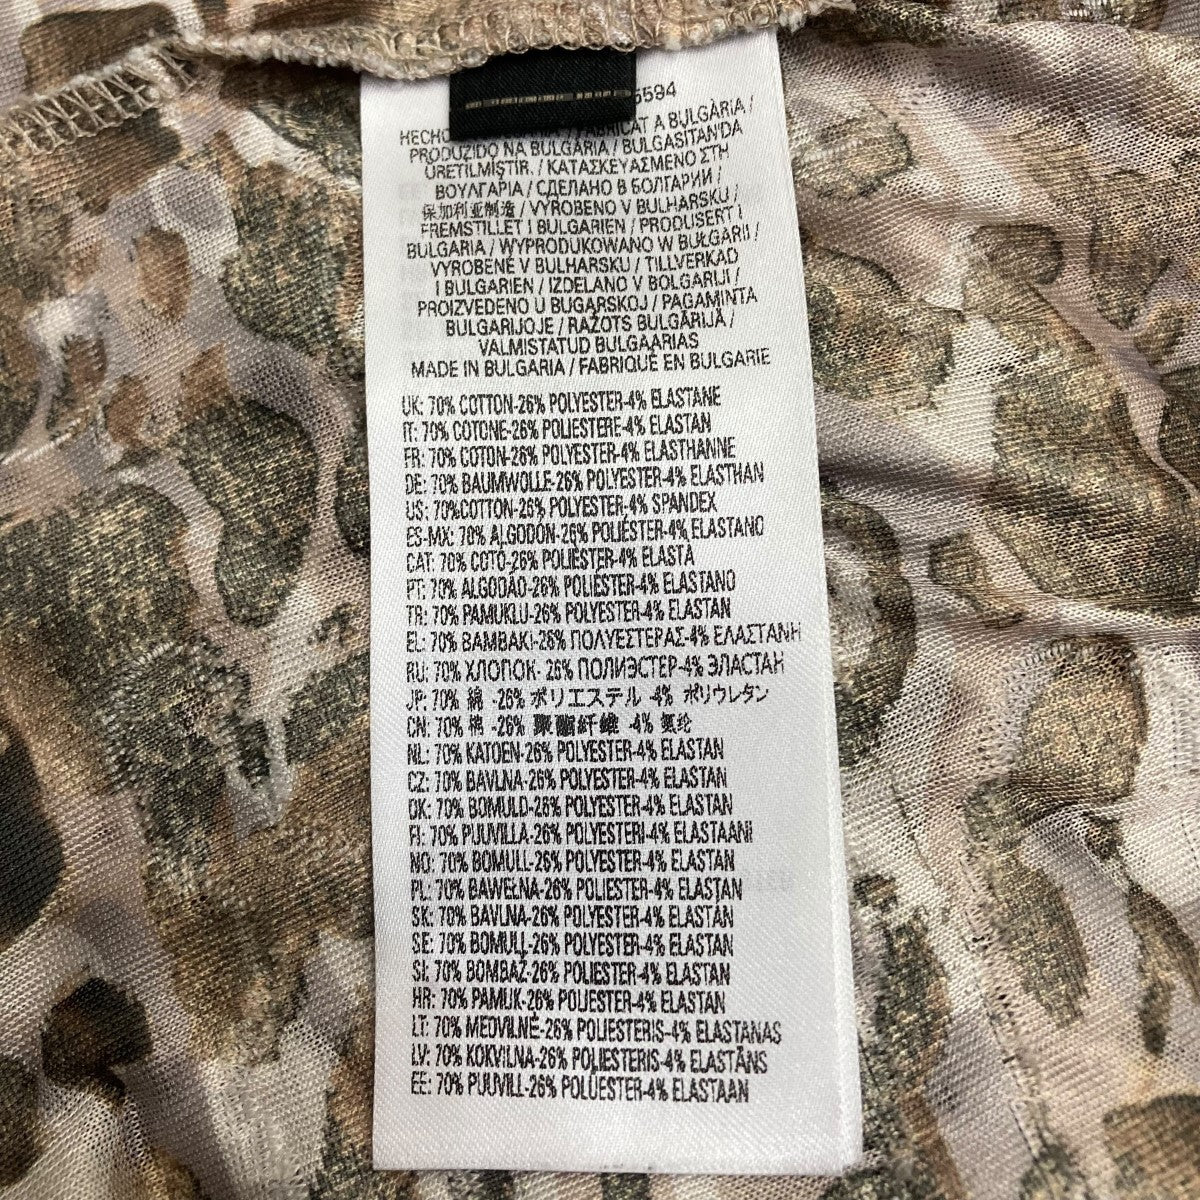 5594
HECHO BULGARIA / FABRICAT A BULGÀRIA /
PRODUZIDO NA BULGÁRIA / BULGASITAN'DA
ÜRETILMIŞTIR. / ΚΑΤΑΣΚΕΥΑΣΜΕΝΟ ΣΤΗ
ΒΟΥΛΓΑΡΙΑ / СДЕЛАНО В БОЛГАРИИ /
保加利亚制造 / VYROBENO V BULHARSKU /
FREMSTILLET I BULGARIEN / PRODUSERT I
BULGARIA / WYPRODUKOWANO W BUŁGARII /
VYROBENÉ V BULHARSKU / TILLVERKAD
I BULGARIEN / IZDELANO V BOLGARIJI /
PROIZVEDENO U BUGARSKOJ / PAGAMINTA
BULGARIJOJE / RAŽOTS BULGĀRIJĀ /
VALMISTATUD BULGAARIAS
MADE IN BULGARIA / FABRIQUÉ EN BULGARIE
UK: 70% COTTON-26% POLYESTER-4% ELASTANE
IT: 70% COTONE-26% POLIESTERE-4% ELASTAN
FR: 70% COTON-26% POLYESTER-4% ELASTHANNE
DE: 70% BAUMWOLLE-26% POLYESTER-4% ELASTHAN
US: 70%COTTON-26% POLYESTER-4% SPANDEX
ES-MX: 70% ALGODÓN-26% POLIÉSTER-4% ELASTANO
CAT: 70% COTÓ-26% POLIÈSTER-4% ELASTÀ
PT: 70% ALGODÃO-26% POLIÉSTER-4% ELASTANO
TR: 70% PAMUKLU-26% POLYESTER-4% ELASTAN
EL: 70% ΒΑΜΒΑΚΙ-26% ΠΟΛΥΕΣΤΕΡΑΣ-4% ΕΛΑΣΤΑΝΗ
RU: 70% ХЛОПОК- 26% ПОЛИЭСТЕР-4% ЭЛАСТАН
JP: 70% 綿 -26% ポリエステル -4% ポリウレタン
CN: 70% 棉 -26% 聚酯纤维 -4% 氨纶
NL: 70% KATOEN-26% POLYESTER-4% ELASTAN
CZ: 70% BAVLNA-26% POLYESTER-4% ELASTAN
DK: 70% BOMULD-26% POLYESTER-4% ELASTAN
FI: 70% PUUVILLA-26% POLYESTERI-4% ELASTAANI
NO: 70% BOMULL-26% POLYESTER-4% ELASTAN
PL: 70% BAWEŁNA-26% POLIESTER-4% ELASTAN
SK: 70% BAVLNA-26% POLYESTER-4% ELASTÁN
SE: 70% BOMULL-26% POLYESTER-4% ELASTAN
SI: 70% BOMBAŽ-26% POLIESTER-4% ELASTAN
HR: 70% PAMUK-26% POLIESTER-4% ELASTAN
LT: 70% MEDVILNĖ-26% POLIESTERIS-4% ELASTANAS
LV: 70% KOKVILNA-26% POLIESTERIS-4% ELASTĀNS
EE: 70% PUUVILL-26% POLÜESTER-4% ELASTAAN